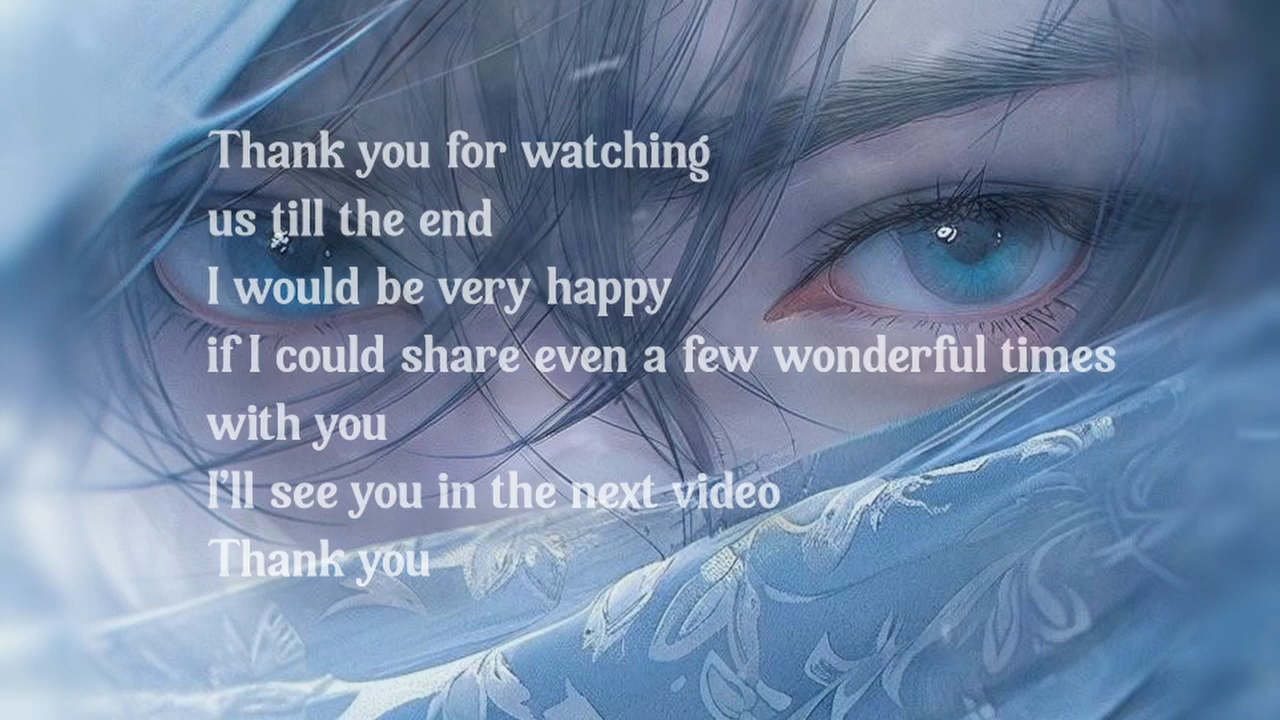 Thank you for watching
us till the end
I would be very happy
if I could share even a few wonderful times
with you
I'll see you in the next video
Thank you